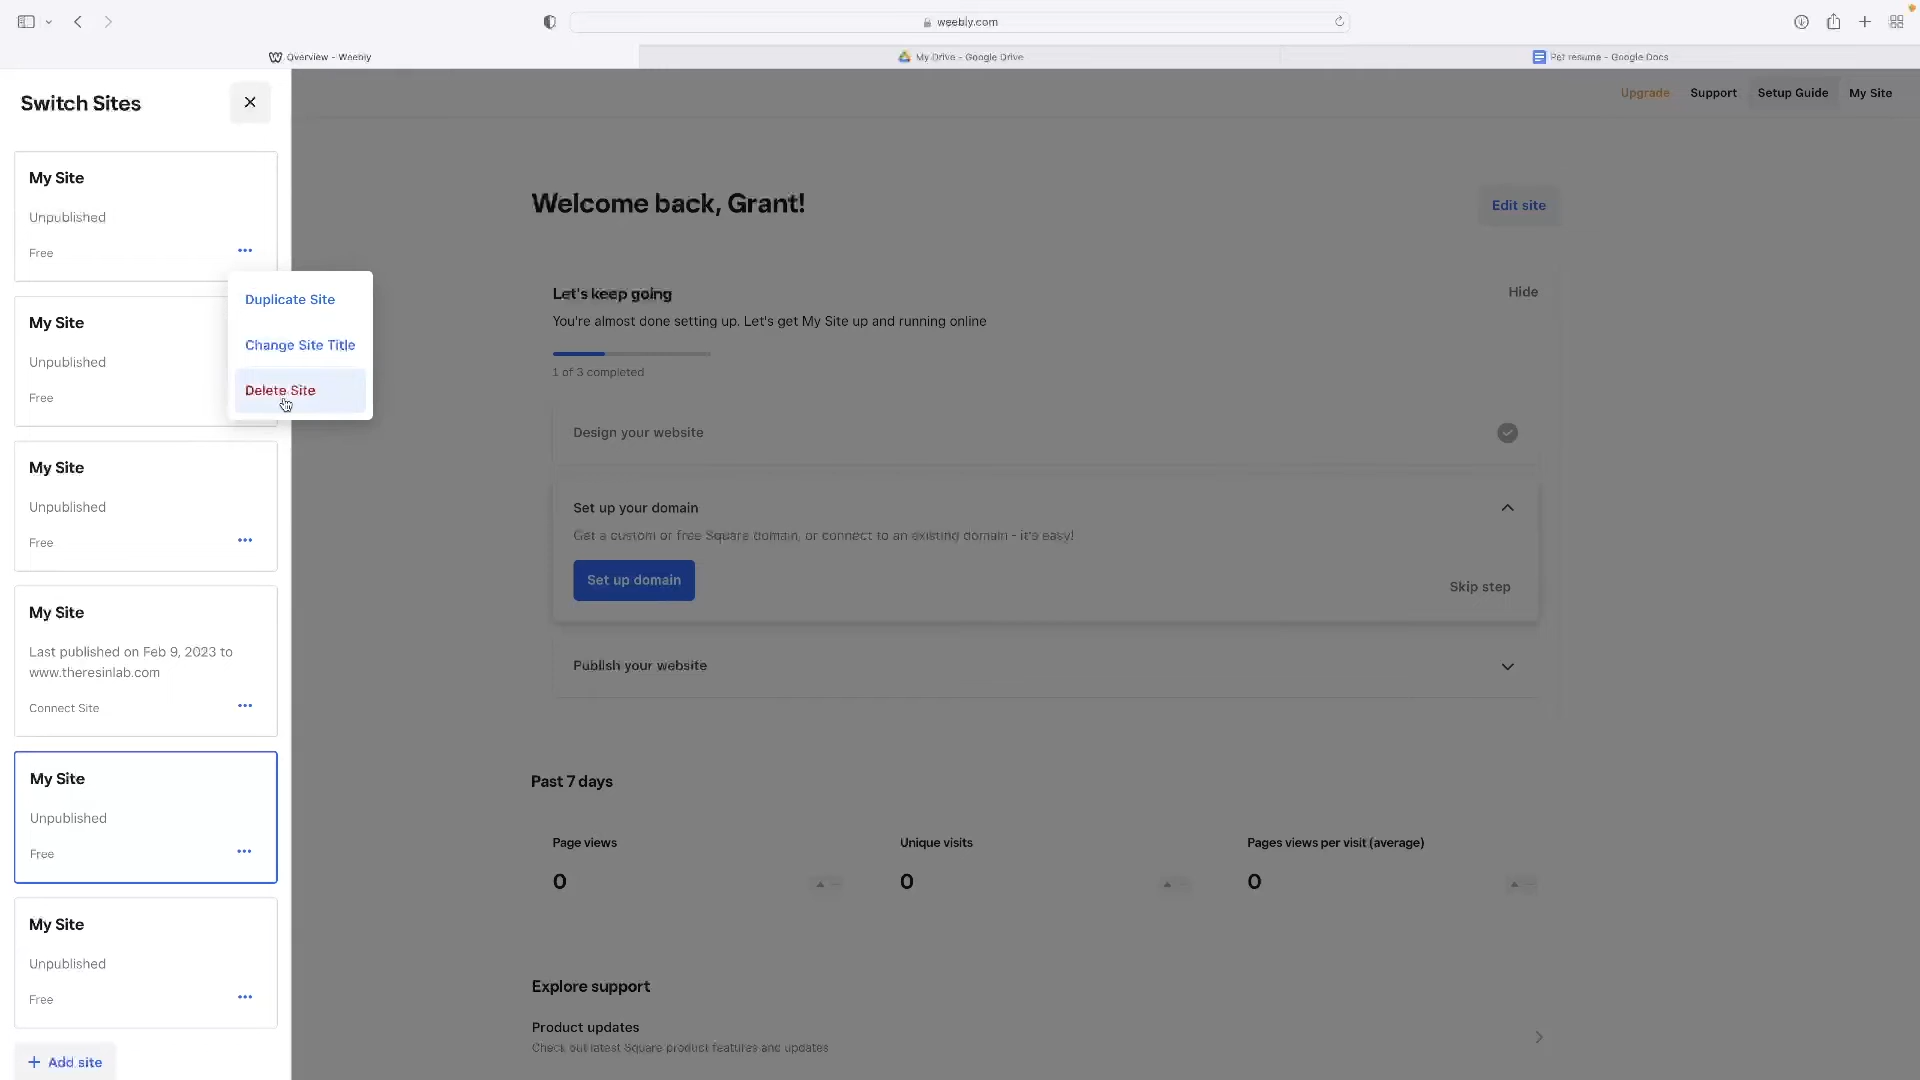 weebly.com
Overview - Weebly
My Drive - Google Drive
Pet resume - Google Docs
Switch Sites
Upgrade
Support
Setup Guide
My Site
My Site
Unpublished
Free
Duplicate Site
Change Site Title
Delete Site
My Site
Unpublished
Free
My Site
Unpublished
Free
My Site
Last published on Feb 9, 2023 to
www.theresinlab.com
Connect Site
My Site
Unpublished
Free
My Site
Unpublished
Free
+ Add site
Welcome back, Grant!
Edit site
Let's keep going
Hide
You're almost done setting up. Let's get My Site up and running online
1 of 3 completed
Design your website
Set up your domain
Get a custom or free Square domain, or connect to an existing domain - it's easy!
Set up domain
Skip step
Publish your website
Past 7 days
Page views
0
Unique visits
0
Pages views per visit (average)
0
Explore support
Product updates
Check out latest Square product features and updates